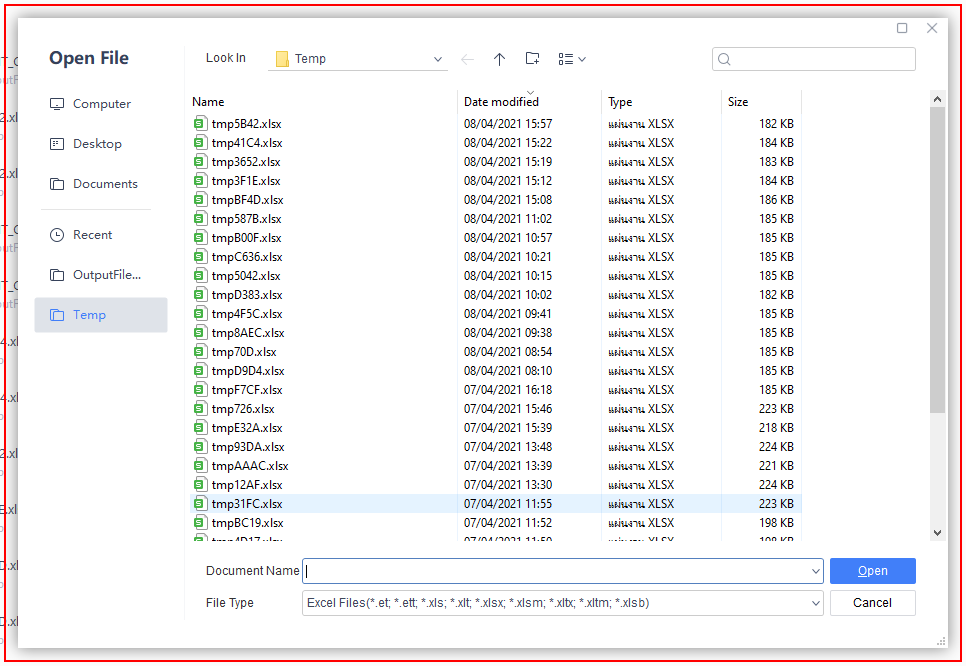 Open File
Look In
Temp
Computer
Desktop
Documents
Recent
OutputFile...
Temp
Name Date modified Type Size
tmp5B42.xlsx 08/04/2021 15:57 แผ่นงาน XLSX 182 KB
tmp41C4.xlsx 08/04/2021 15:22 แผ่นงาน XLSX 184 KB
tmp3652.xlsx 08/04/2021 15:19 แผ่นงาน XLSX 183 KB
tmp3F1E.xlsx 08/04/2021 15:12 แผ่นงาน XLSX 184 KB
tmpBF4D.xlsx 08/04/2021 15:08 แผ่นงาน XLSX 186 KB
tmp587B.xlsx 08/04/2021 11:02 แผ่นงาน XLSX 185 KB
tmpB00F.xlsx 08/04/2021 10:57 แผ่นงาน XLSX 185 KB
tmpC636.xlsx 08/04/2021 10:21 แผ่นงาน XLSX 185 KB
tmp5042.xlsx 08/04/2021 10:15 แผ่นงาน XLSX 185 KB
tmpD383.xlsx 08/04/2021 10:02 แผ่นงาน XLSX 182 KB
tmp4F5C.xlsx 08/04/2021 09:41 แผ่นงาน XLSX 185 KB
tmp8AEC.xlsx 08/04/2021 09:38 แผ่นงาน XLSX 185 KB
tmp70D.xlsx 08/04/2021 08:54 แผ่นงาน XLSX 185 KB
tmpD9D4.xlsx 08/04/2021 08:10 แผ่นงาน XLSX 185 KB
tmpF7CF.xlsx 07/04/2021 16:18 แผ่นงาน XLSX 185 KB
tmp726.xlsx 07/04/2021 15:46 แผ่นงาน XLSX 223 KB
tmpE32A.xlsx 07/04/2021 15:39 แผ่นงาน XLSX 218 KB
tmp93DA.xlsx 07/04/2021 13:48 แผ่นงาน XLSX 224 KB
tmpAAAC.xlsx 07/04/2021 13:39 แผ่นงาน XLSX 221 KB
tmp12AF.xlsx 07/04/2021 13:30 แผ่นงาน XLSX 224 KB
tmp31FC.xlsx 07/04/2021 11:55 แผ่นงาน XLSX 223 KB
tmpBC19.xlsx 07/04/2021 11:52 แผ่นงาน XLSX 198 KB
Document Name
Open
File Type Excel Files(*.et; *.ett; *.xls; *.xlt; *.xlsx; *.xlsm; *.xltx; *.xltm; *.xlsb)
Cancel